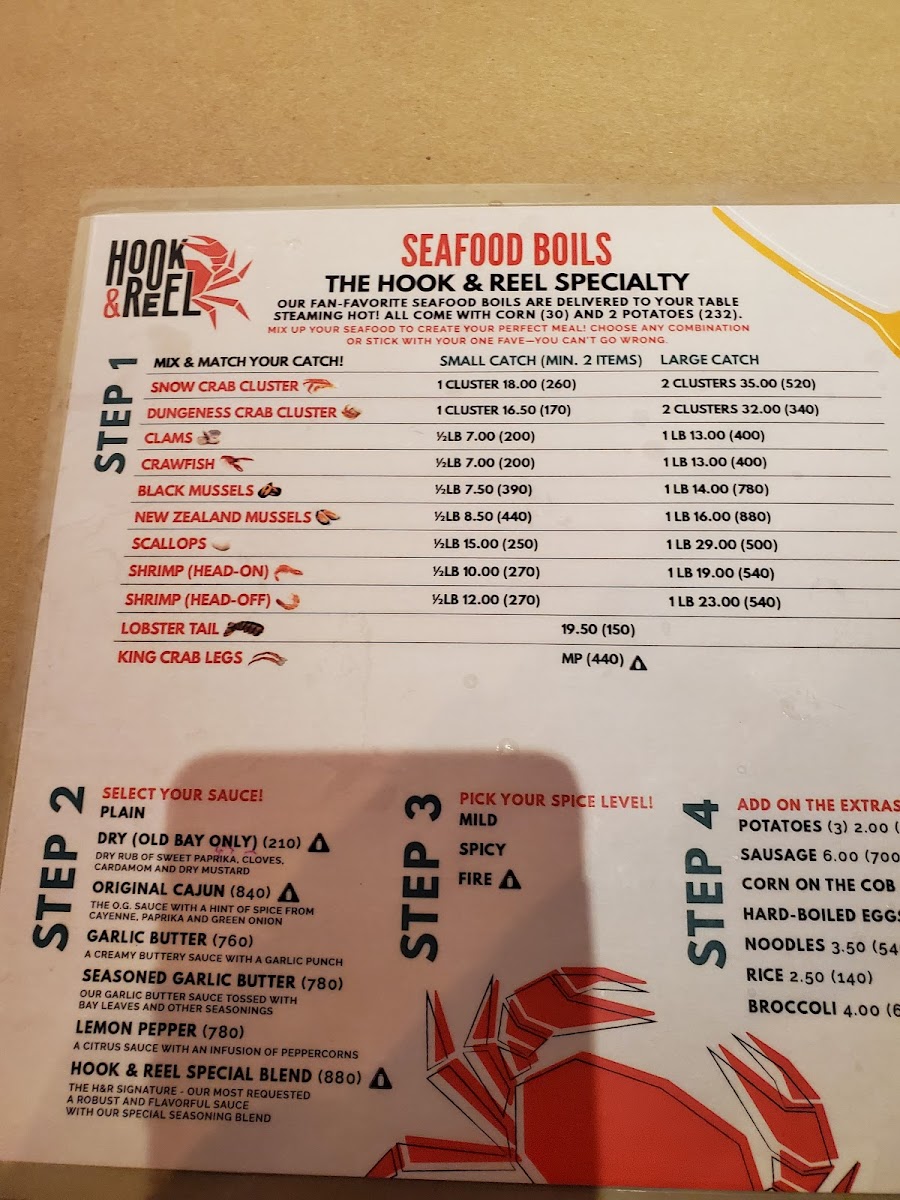 HOOK
& REEL
SEAFOOD BOILS
THE HOOK & REEL SPECIALTY
OUR FAN-FAVORITE SEAFOOD BOILS ARE DELIVERED TO YOUR TABLE
STEAMING HOT! ALL COME WITH CORN (30) AND 2 POTATOES (232).
MIX UP YOUR SEAFOOD TO CREATE YOUR PERFECT MEAL! CHOOSE ANY COMBINATION
OR STICK WITH YOUR ONE FAVE—YOU CAN'T GO WRONG.
STEP 1
MIX & MATCH YOUR CATCH! SMALL CATCH (MIN. 2 ITEMS) LARGE CATCH
SNOW CRAB CLUSTER 1 CLUSTER 18.00 (260) 2 CLUSTERS 35.00 (520)
DUNGENESS CRAB CLUSTER 1 CLUSTER 16.50 (170) 2 CLUSTERS 32.00 (340)
CLAMS ½LB 7.00 (200) 1 LB 13.00 (400)
CRAWFISH ½LB 7.00 (200) 1 LB 13.00 (400)
BLACK MUSSELS ½LB 7.50 (390) 1 LB 14.00 (780)
NEW ZEALAND MUSSELS ½LB 8.50 (440) 1 LB 16.00 (880)
SCALLOPS ½LB 15.00 (250) 1 LB 29.00 (500)
SHRIMP (HEAD-ON) ½LB 10.00 (270) 1 LB 19.00 (540)
SHRIMP (HEAD-OFF) ½LB 12.00 (270) 1 LB 23.00 (540)
LOBSTER TAIL 19.50 (150)
KING CRAB LEGS MP (440)
STEP 2
SELECT YOUR SAUCE!
PLAIN
DRY (OLD BAY ONLY) (210)
DRY RUB OF SWEET PAPRIKA, CLOVES,
CARDAMOM AND DRY MUSTARD
ORIGINAL CAJUN (840)
THE O.G. SAUCE WITH A HINT OF SPICE FROM
CAYENNE, PAPRIKA AND GREEN ONION
GARLIC BUTTER (760)
A CREAMY BUTTERY SAUCE WITH A GARLIC PUNCH
SEASONED GARLIC BUTTER (780)
OUR GARLIC BUTTER SAUCE TOSSED WITH
BAY LEAVES AND OTHER SEASONINGS
LEMON PEPPER (780)
A CITRUS SAUCE WITH AN INFUSION OF PEPPERCORNS
HOOK & REEL SPECIAL BLEND (880)
THE H&R SIGNATURE - OUR MOST REQUESTED
A ROBUST AND FLAVORFUL SAUCE
WITH OUR SPECIAL SEASONING BLEND
STEP 3
PICK YOUR SPICE LEVEL!
MILD
SPICY
FIRE
STEP 4
ADD ON THE EXTRAS
POTATOES (3) 2.00 (
SAUSAGE 6.00 (700
CORN ON THE COB
HARD-BOILED EGGS
NOODLES 3.50 (54
RICE 2.50 (140)
BROCCOLI 4.00 (6